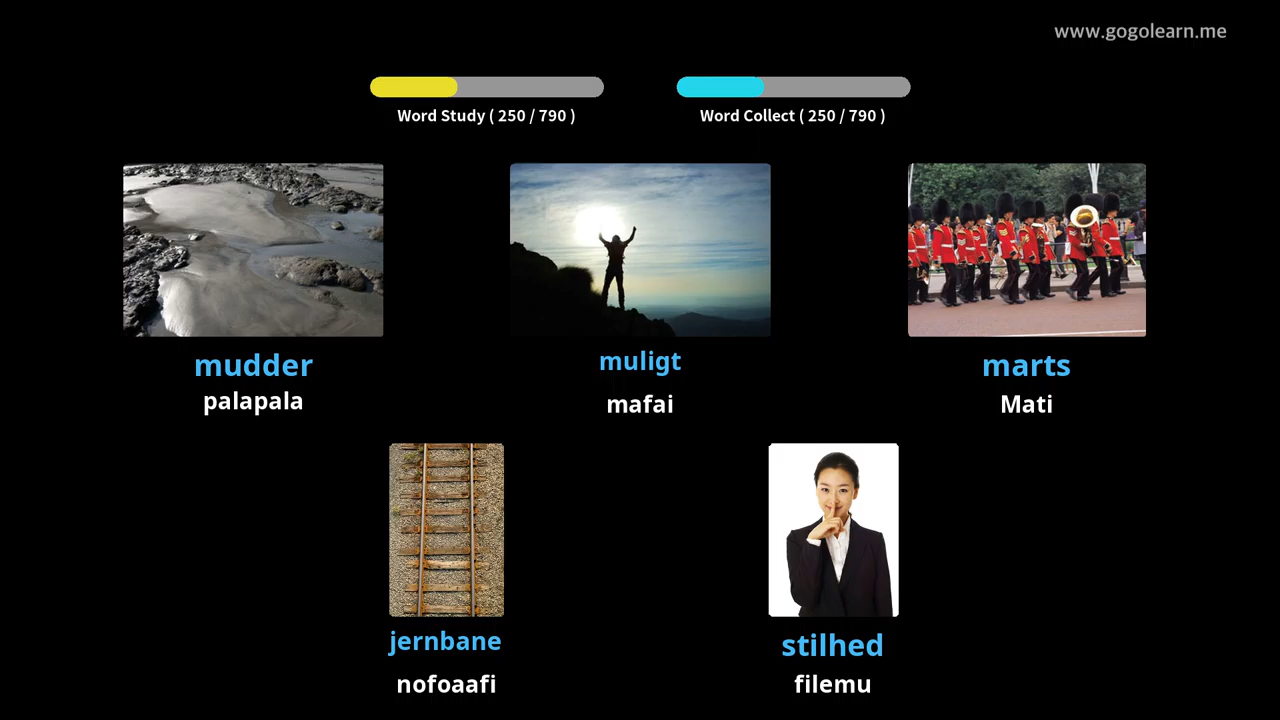 www.gogolearn.me
Word Study ( 250 / 790 )
Word Collect ( 250 / 790 )
mudder
palapala
muligt
mafai
marts
Mati
jernbane
nofoaafi
stilhed
filemu